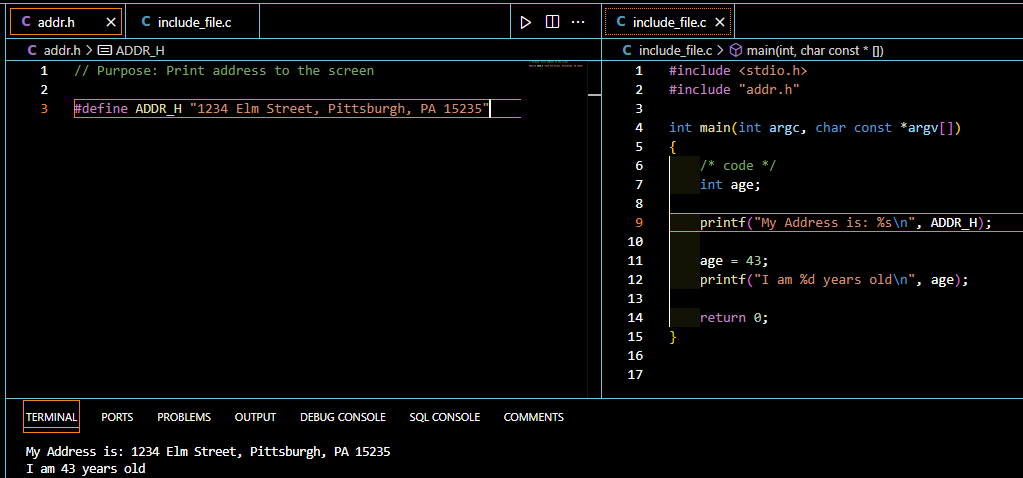 C addr.h × C include_file.c
C addr.h > ADDR_H
1 // Purpose: Print address to the screen
2
3 #define ADDR_H "1234 Elm Street, Pittsburgh, PA 15235"
C include_file.c ×
C include_file.c > main(int, char const * [])
1 #include <stdio.h>
2 #include "addr.h"
3
4 int main(int argc, char const *argv[])
5 {
6 /* code */
7 int age;
8
9 printf("My Address is: %s\n", ADDR_H);
10
11 age = 43;
12 printf("I am %d years old\n", age);
13
14 return 0;
15 }
16
17
TERMINAL PORTS PROBLEMS OUTPUT DEBUG CONSOLE SQL CONSOLE COMMENTS
My Address is: 1234 Elm Street, Pittsburgh, PA 15235
I am 43 years old